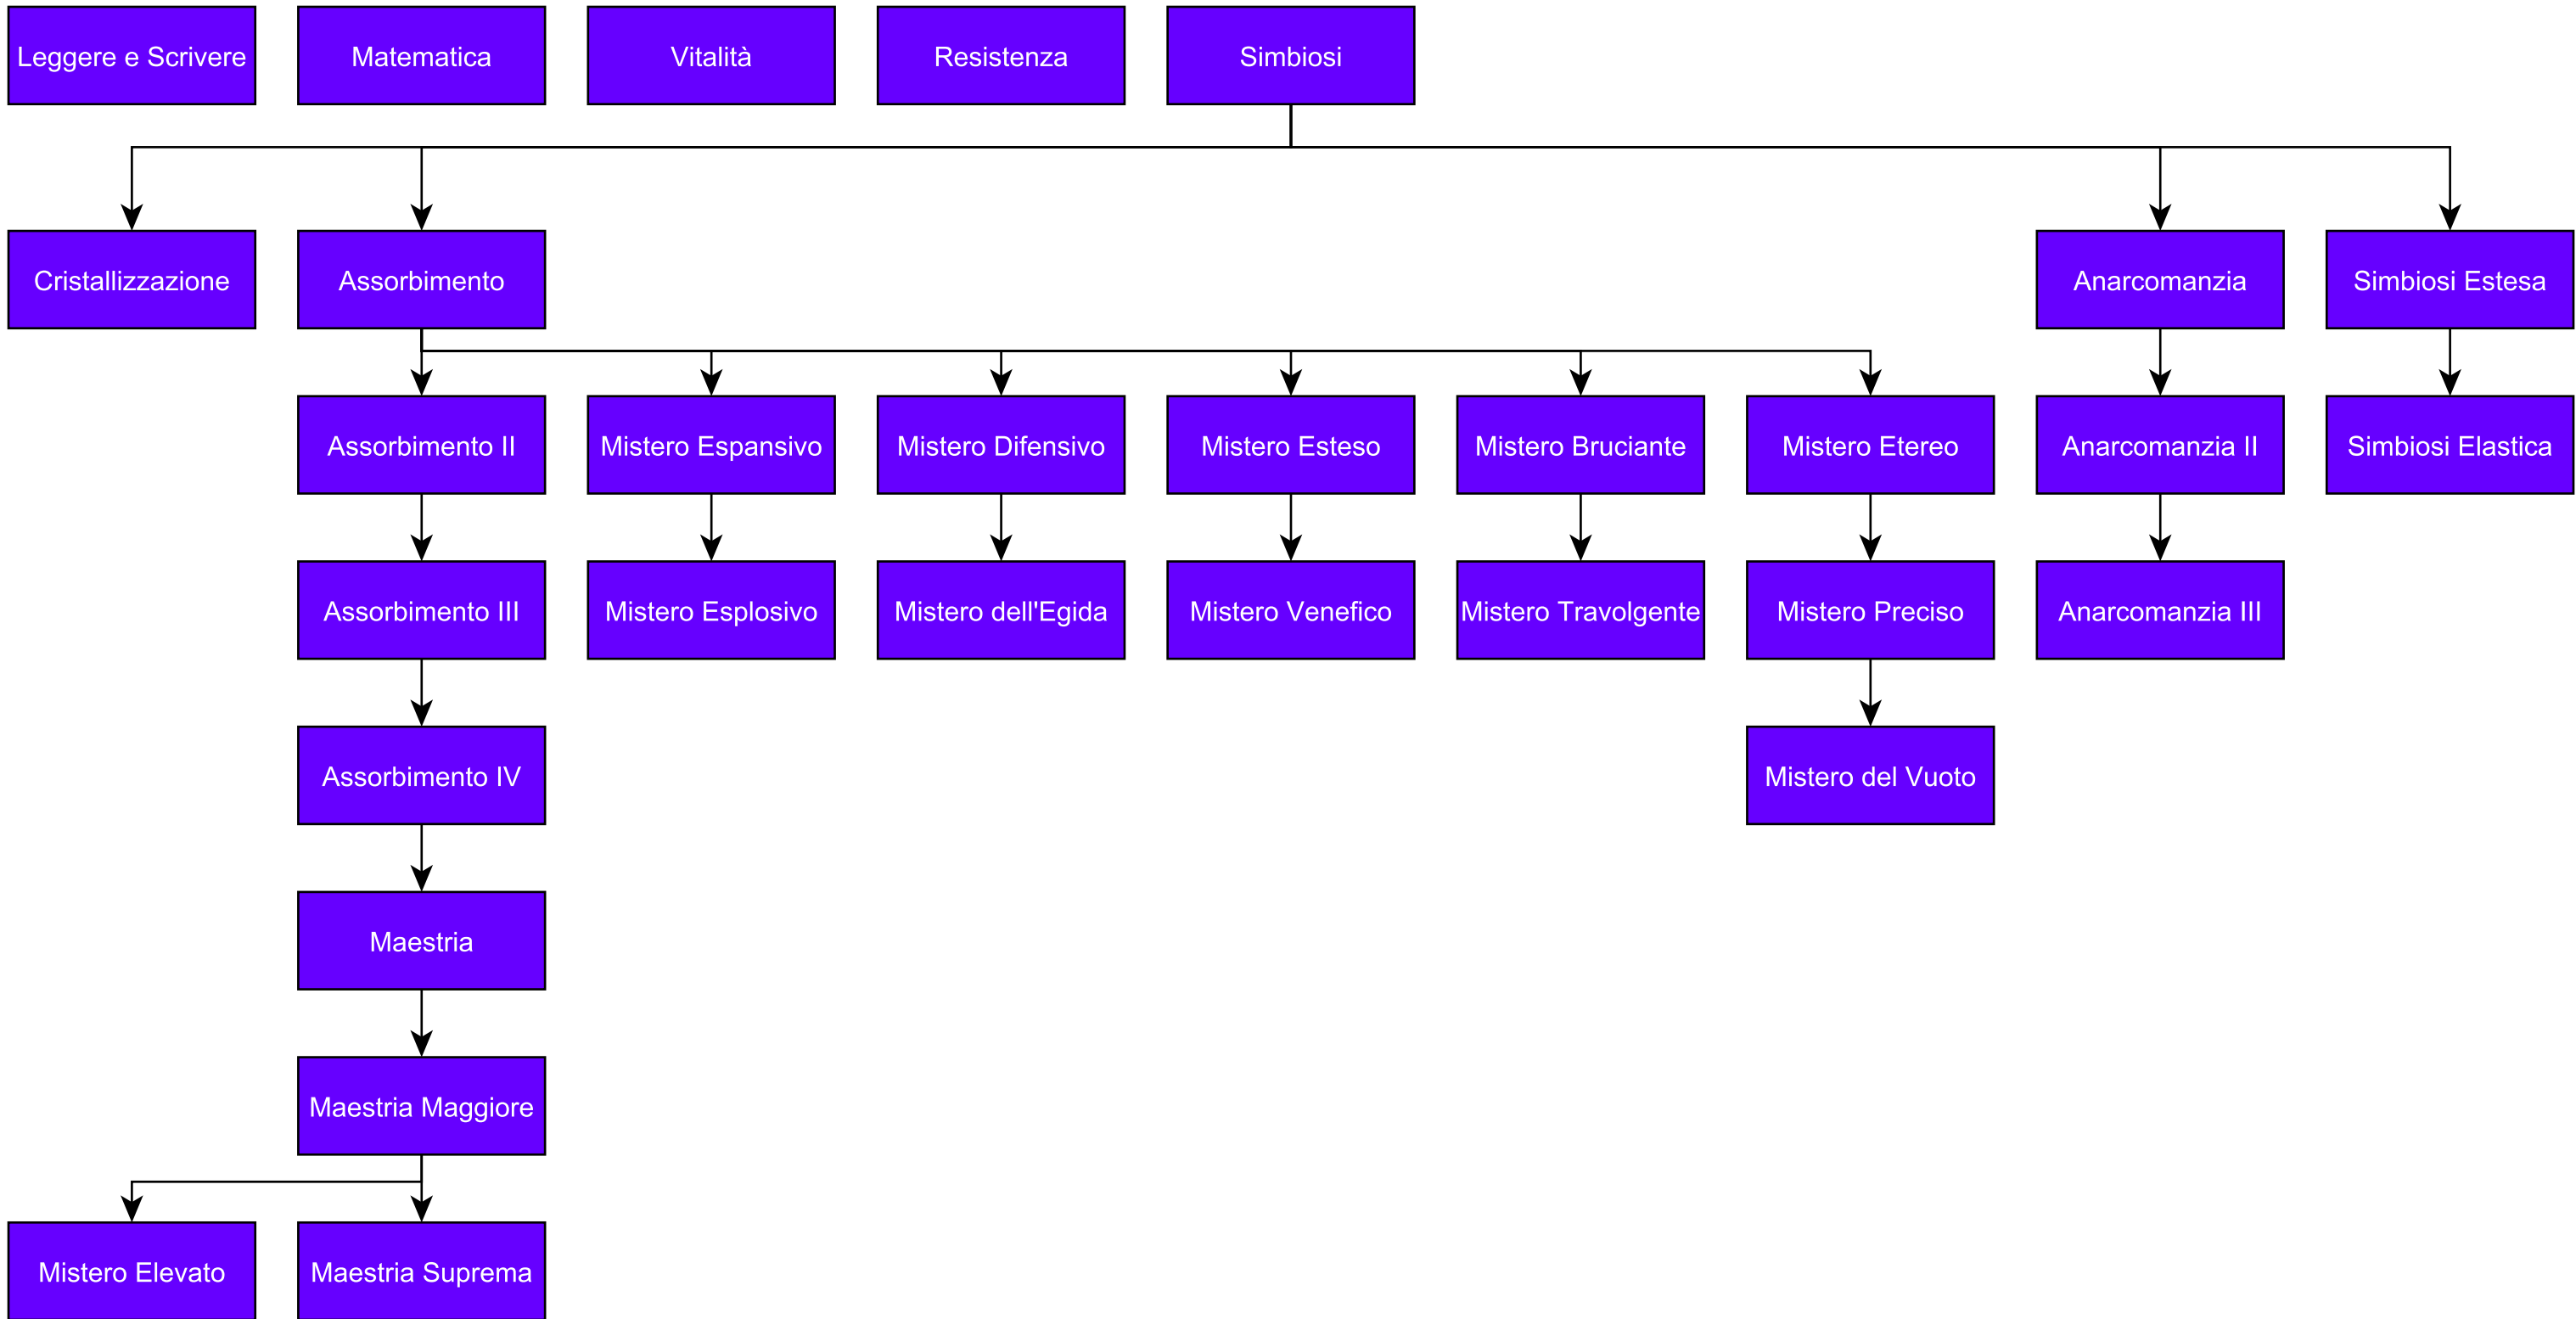 Leggere e Scrivere
Matematica
Vitalità
Resistenza
Simbiosi
Cristallizzazione
Assorbimento
Anarcomanzia
Simbiosi Estesa
Assorbimento II
Mistero Espansivo
Mistero Difensivo
Mistero Esteso
Mistero Bruciante
Mistero Etereo
Anarcomanzia II
Simbiosi Elastica
Assorbimento III
Mistero Esplosivo
Mistero dell'Egida
Mistero Venefico
Mistero Travolgente
Mistero Preciso
Anarcomanzia III
Assorbimento IV
Mistero del Vuoto
Maestria
Maestria Maggiore
Mistero Elevato
Maestria Suprema